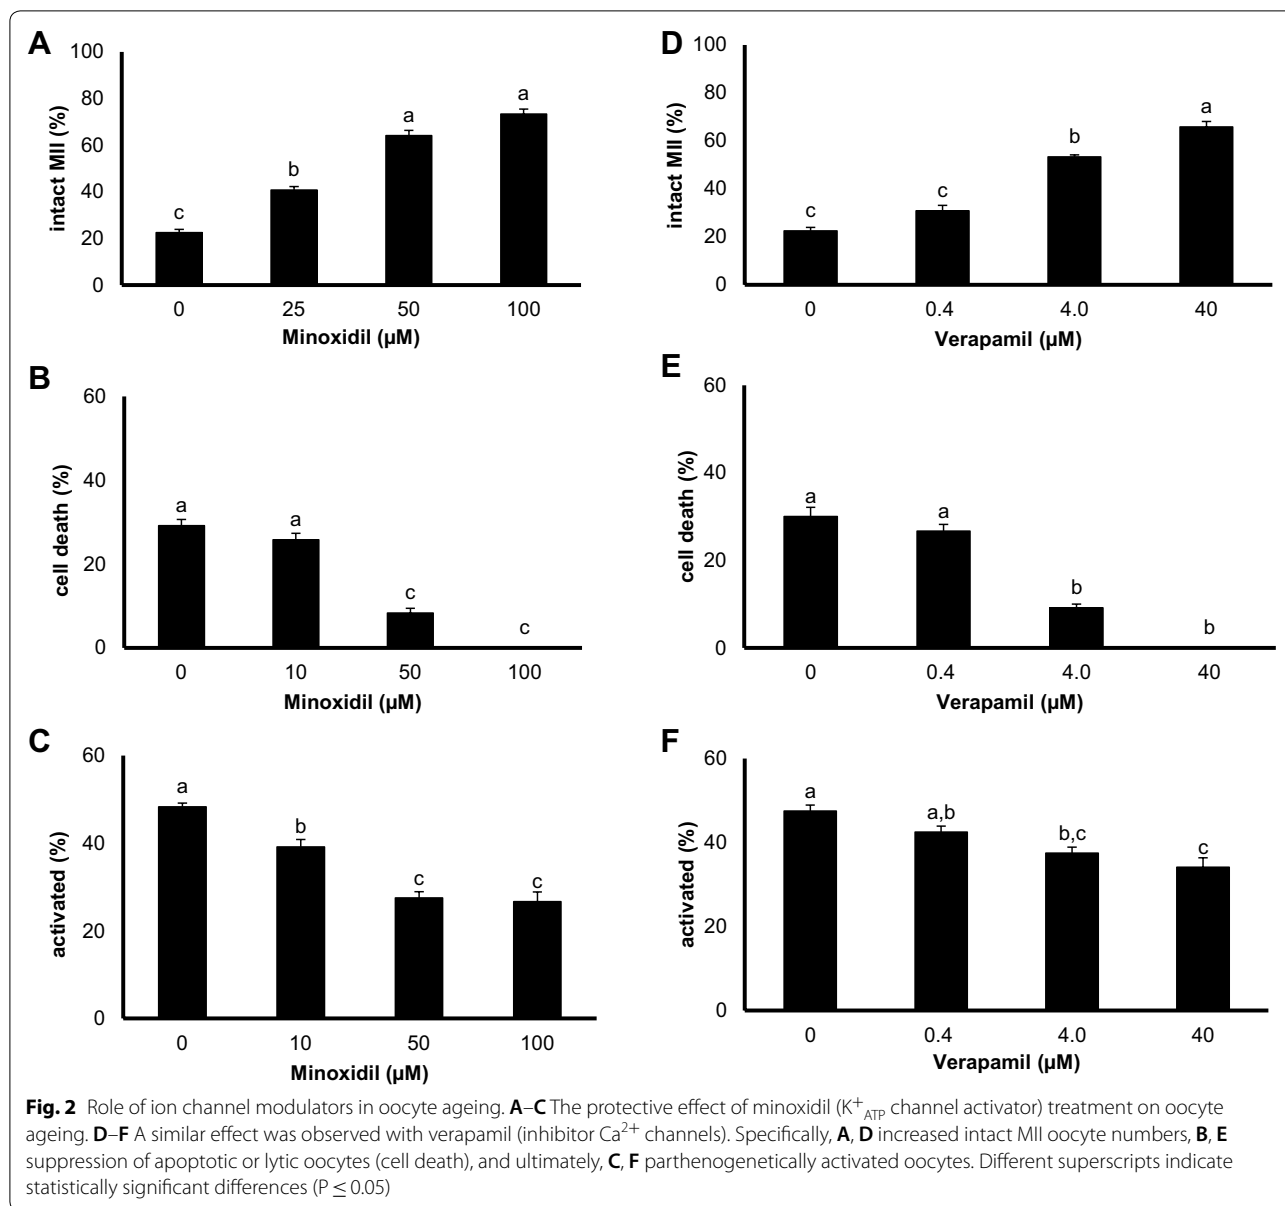 A
100
80
60
40
20
0
intact MII (%)
c
b
a
a
0 25 50 100
Minoxidil (µM)
B
60
40
20
0
cell death (%)
a
a
c
c
0 10 50 100
Minoxidil (µM)
C
60
40
20
0
activated (%)
a
b
c
c
0 10 50 100
Minoxidil (µM)
D
100
80
60
40
20
0
intact MII (%)
c
c
b
a
0 0.4 4.0 40
Verapamil (µM)
E
60
40
20
0
cell death (%)
a
a
b
b
0 0.4 4.0 40
Verapamil (µM)
F
60
40
20
0
activated (%)
a
a,b
b,c
c
0 0.4 4.0 40
Verapamil (µM)
Fig. 2 Role of ion channel modulators in oocyte ageing. A–C The protective effect of minoxidil (K⁺ATP channel activator) treatment on oocyte
ageing. D–F A similar effect was observed with verapamil (inhibitor Ca²⁺ channels). Specifically, A, D increased intact MII oocyte numbers, B, E
suppression of apoptotic or lytic oocytes (cell death), and ultimately, C, F parthenogenetically activated oocytes. Different superscripts indicate
statistically significant differences (P ≤ 0.05)